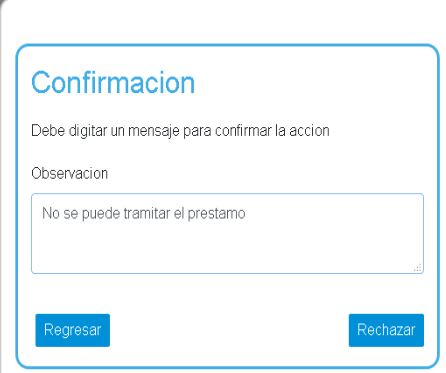 Confirmacion
Debe digitar un mensaje para confirmar la accion
Observacion
No se puede tramitar el prestamo
Regresar
Rechazar